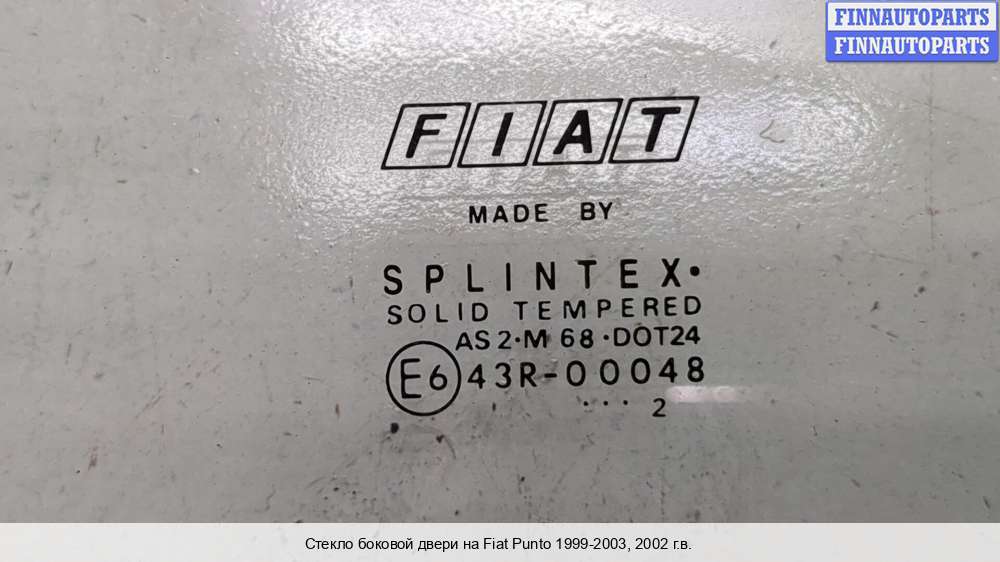 FINNAUTOPARTS
FINNAUTOPARTS
FIAT
MADE BY
SPLINTEX•
SOLID TEMPERED
AS2•M 68•DOT24
E6 43R-00048
• • • 2
Стекло боковой двери на Fiat Punto 1999-2003, 2002 г.в.